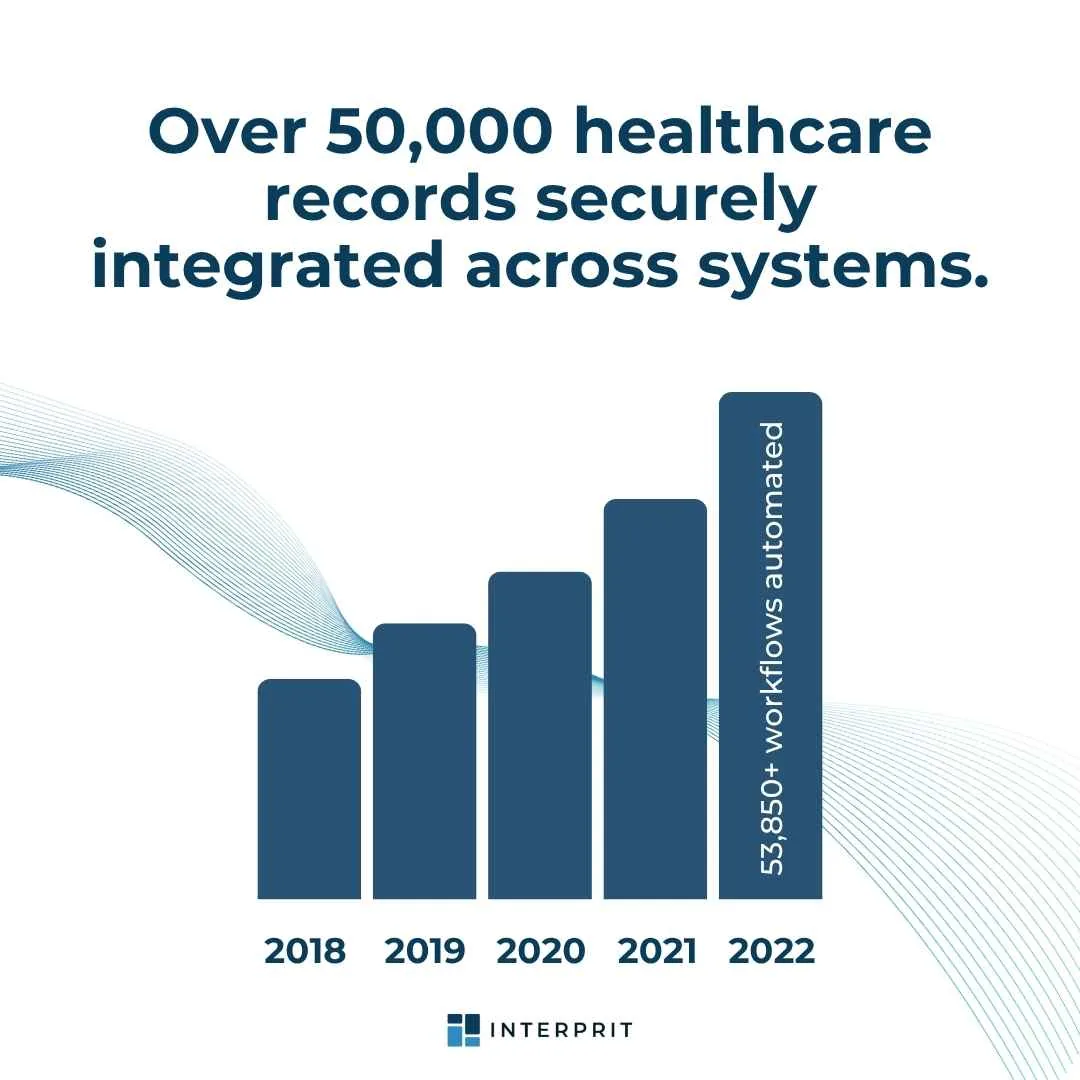 Over 50,000 healthcare
records securely
integrated across systems.
53,850+ workflows automated
2018 2019 2020 2021 2022
INTERPRIT